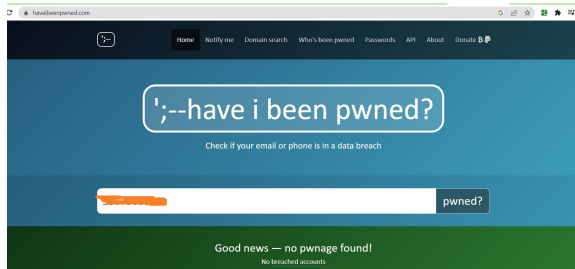 haveibeenpwned.com
';--
Home Notify me Domain search Who's been pwned Passwords API About Donate
';--have i been pwned?
Check if your email or phone is in a data breach
pwned?
Good news — no pwnage found!
No breached accounts